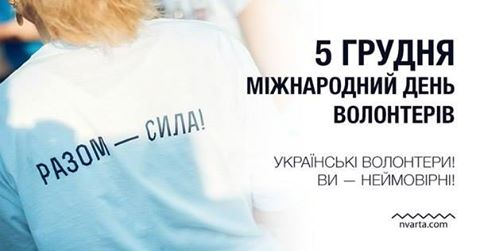 РАЗОМ — СИЛА!
5 ГРУДНЯ
МІЖНАРОДНИЙ ДЕНЬ
ВОЛОНТЕРІВ
УКРАЇНСЬКІ ВОЛОНТЕРИ!
ВИ — НЕЙМОВІРНІ!
nvarta.com